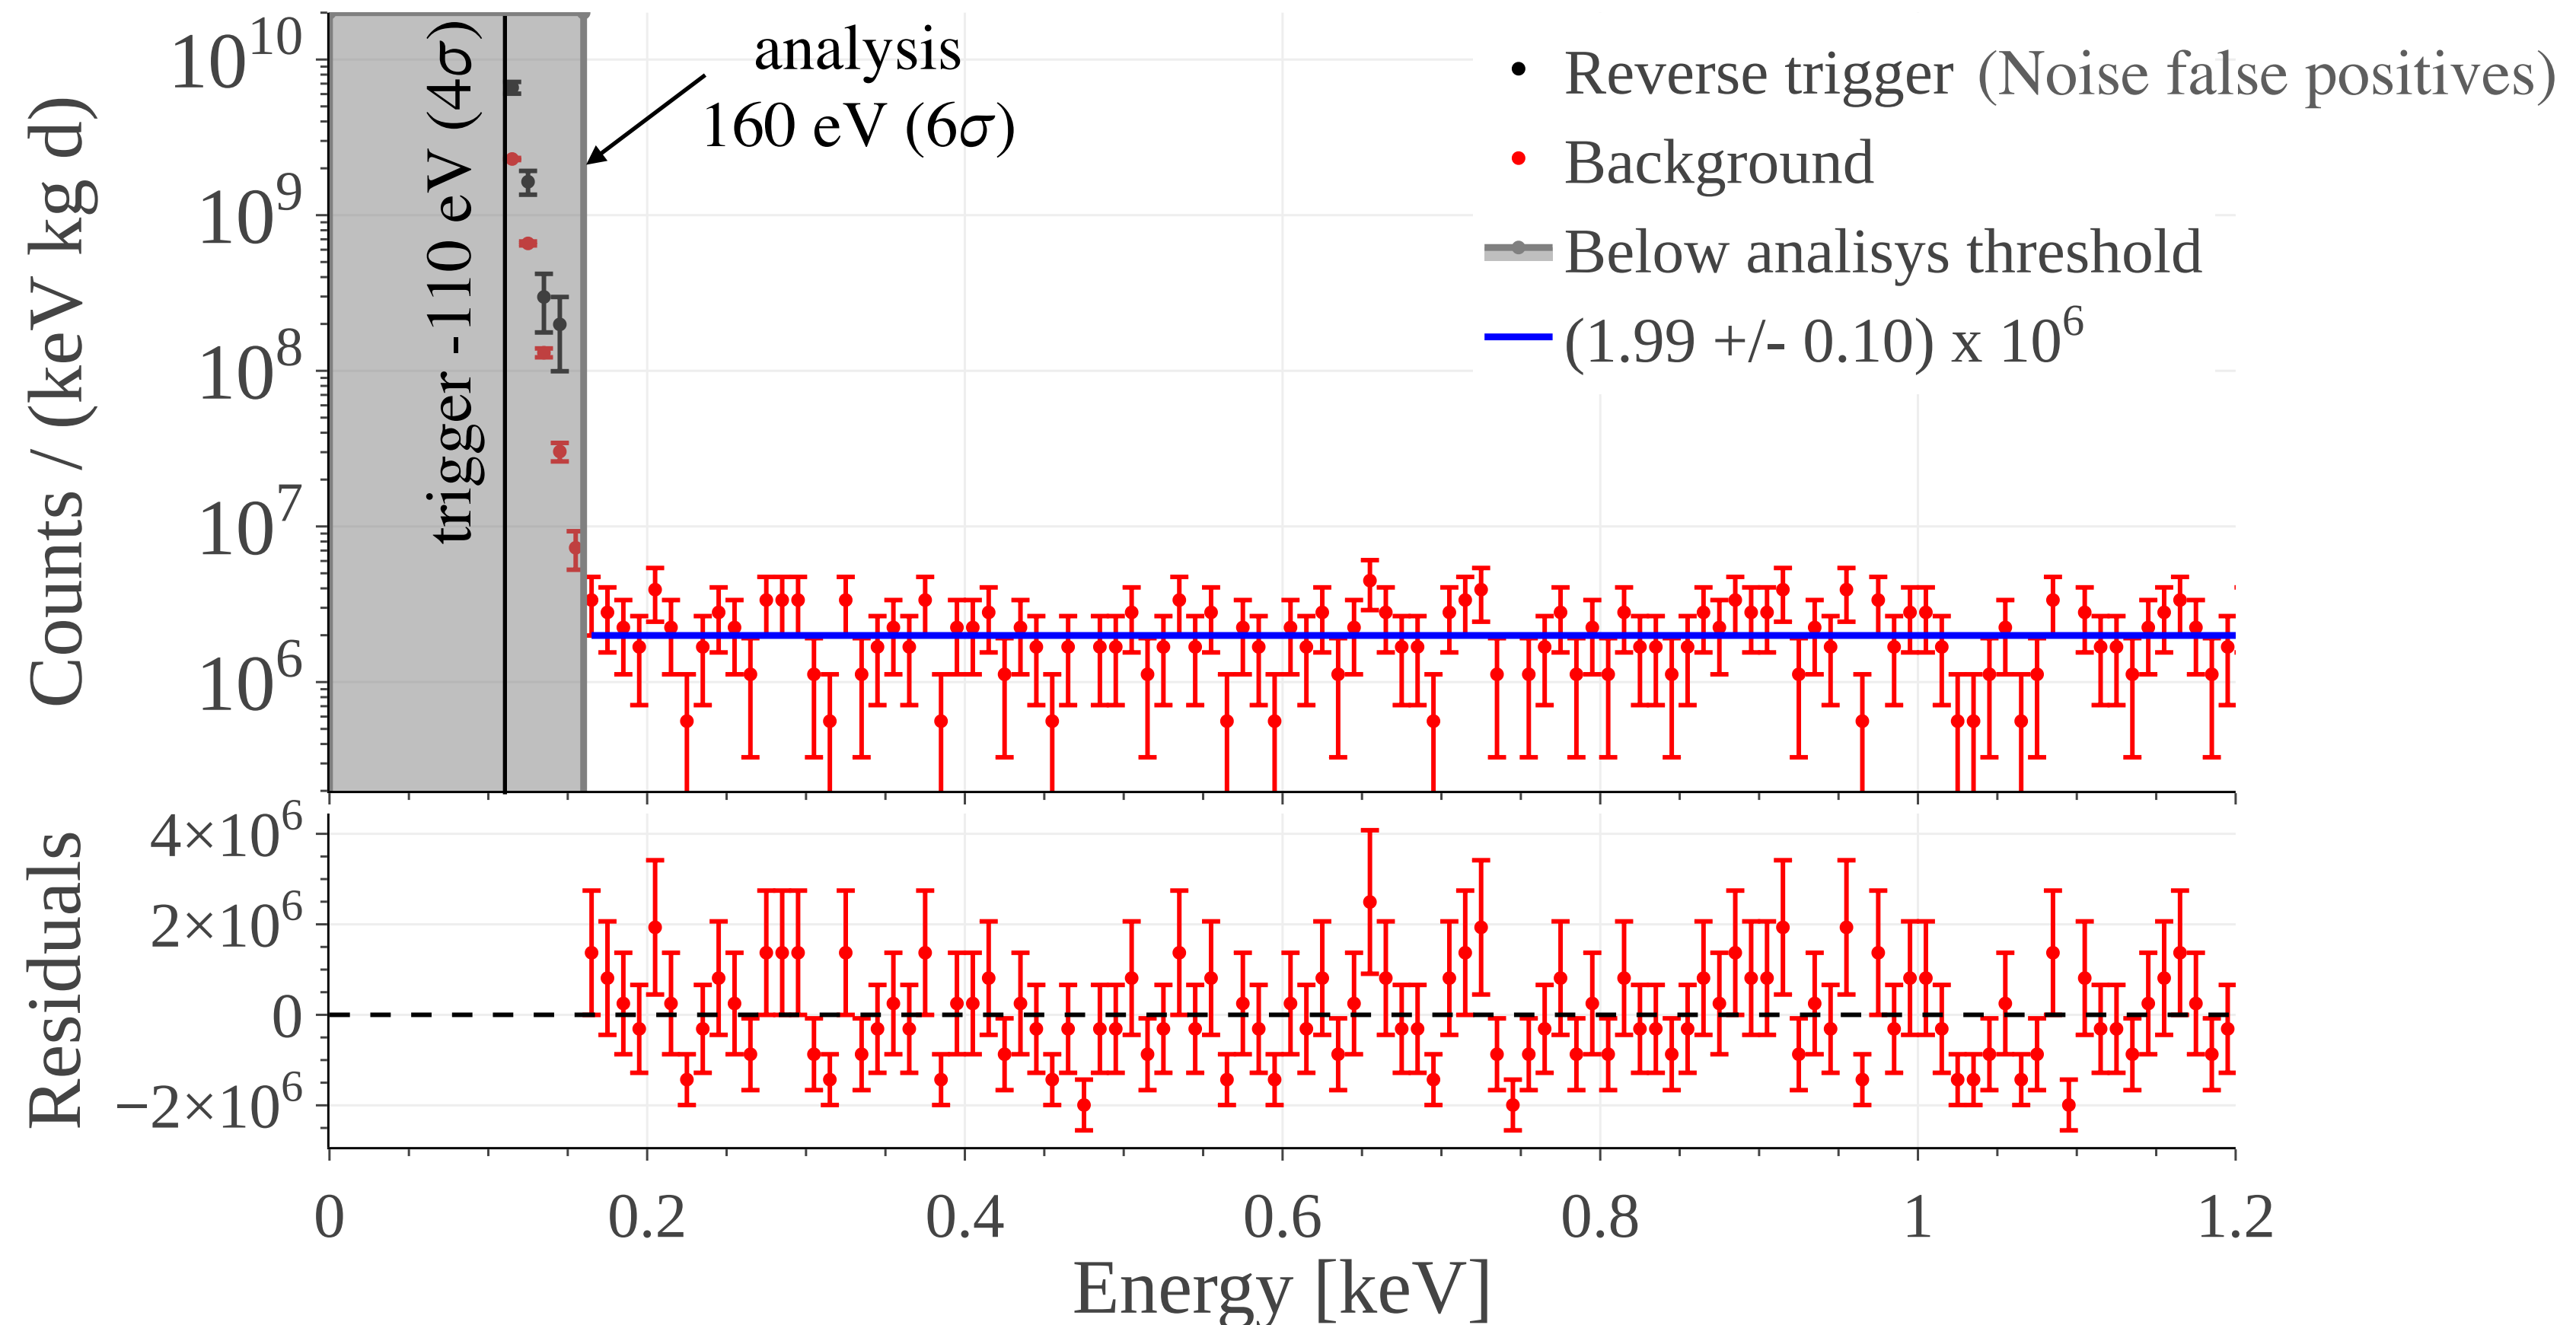 Counts / (keV kg d)
10^10
10^9
10^8
10^7
10^6
trigger -110 eV (4σ)
analysis
160 eV (6σ)
Reverse trigger (Noise false positives)
Background
Below analisys threshold
(1.99 +/- 0.10) x 10^6
Residuals
4×10^6
2×10^6
0
−2×10^6
0 0.2 0.4 0.6 0.8 1 1.2
Energy [keV]